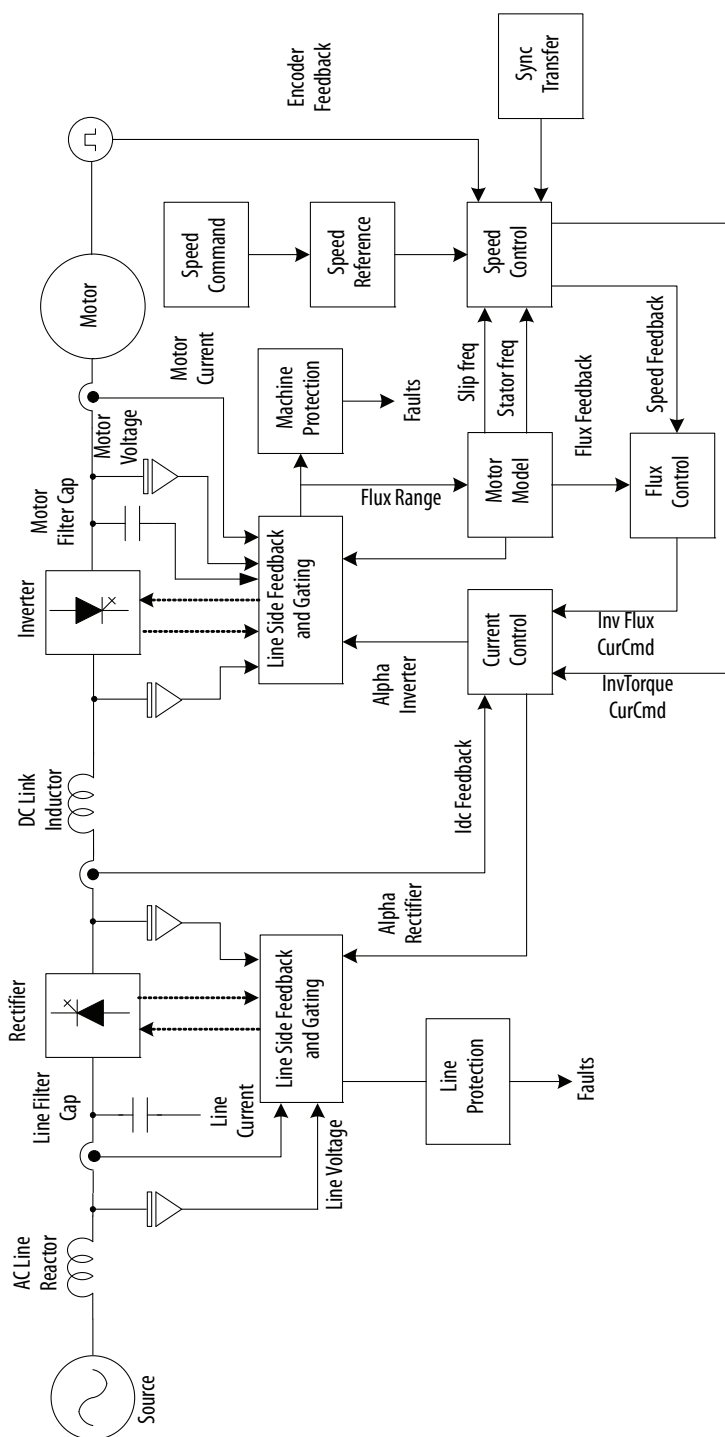 Source
AC Line
Reactor
Line Filter
Cap
Rectifier
DC Link
Inductor
Inverter
Motor
Filter Cap
Motor
Voltage
Motor
Current
Motor
Encoder
Feedback
Line
Current
Line Voltage
Line Side Feedback
and Gating
Alpha
Rectifier
Idc Feedback
Line Side Feedback
and Gating
Alpha
Inverter
Machine
Protection
Faults
Flux Range
Speed
Command
Speed
Reference
Speed
Control
Sync
Transfer
Line
Protection
Faults
Current
Control
Motor
Model
Slip freq
Stator freq
Flux Feedback
Speed Feedback
Flux
Control
Inv Flux
CurCmd
InvTorque
CurCmd